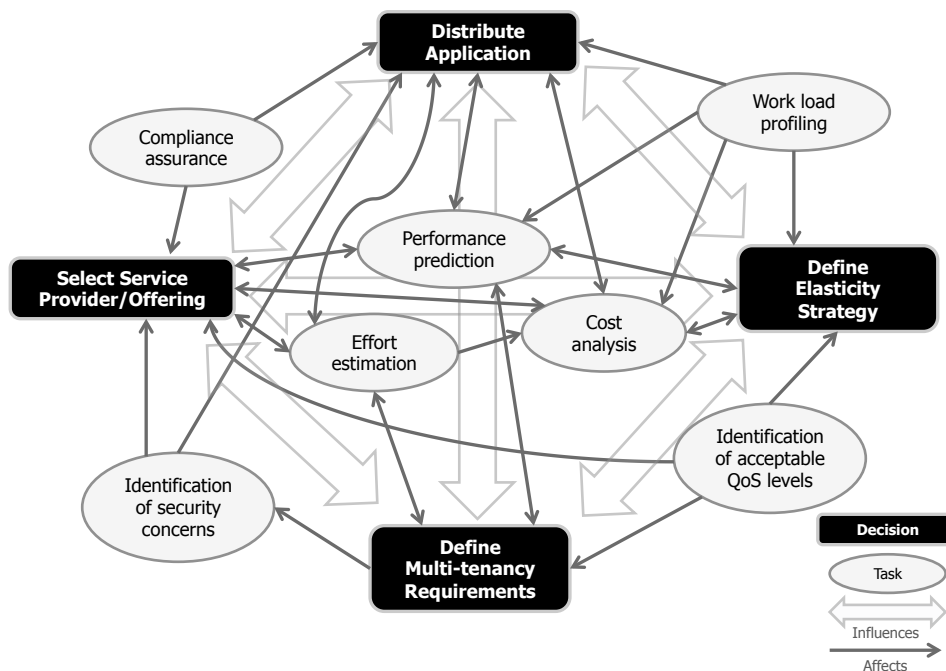 Distribute
Application
Compliance
assurance
Work load
profiling
Performance
prediction
Select Service
Provider/Offering
Define
Elasticity
Strategy
Cost
analysis
Effort
estimation
Identification
of acceptable
QoS levels
Identification
of security
concerns
Define
Multi-tenancy
Requirements
Decision
Task
Influences
Affects